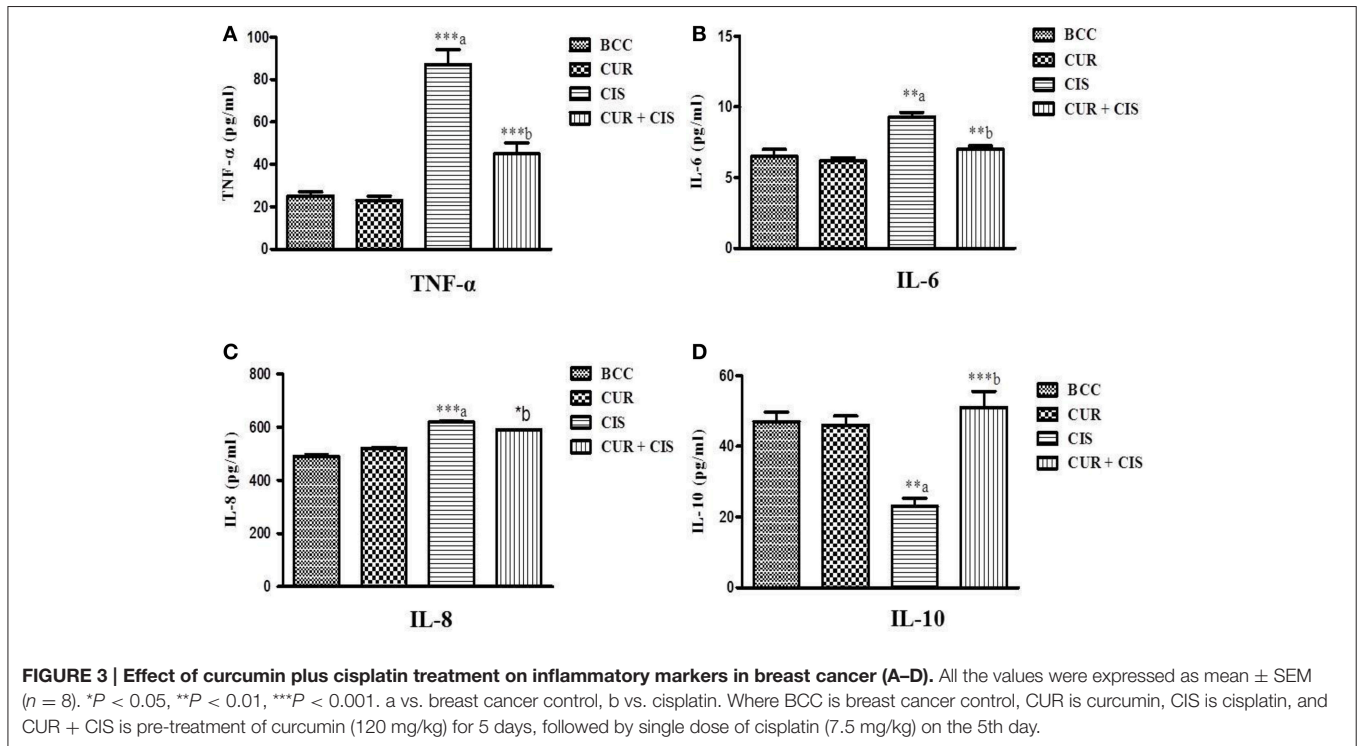 A
TNF-α (pg/ml)
100
80
60
40
20
0
***a
***b
BCC
CUR
CIS
CUR + CIS
TNF-α
B
IL-6 (pg/ml)
15
10
5
0
**a
**b
BCC
CUR
CIS
CUR + CIS
IL-6
C
IL-8 (pg/ml)
800
600
400
200
0
***a
*b
BCC
CUR
CIS
CUR + CIS
IL-8
D
IL-10 (pg/ml)
60
40
20
0
**a
***b
BCC
CUR
CIS
CUR + CIS
IL-10
FIGURE 3 | Effect of curcumin plus cisplatin treatment on inflammatory markers in breast cancer (A–D). All the values were expressed as mean ± SEM
(n = 8). *P < 0.05, **P < 0.01, ***P < 0.001. a vs. breast cancer control, b vs. cisplatin. Where BCC is breast cancer control, CUR is curcumin, CIS is cisplatin, and
CUR + CIS is pre-treatment of curcumin (120 mg/kg) for 5 days, followed by single dose of cisplatin (7.5 mg/kg) on the 5th day.